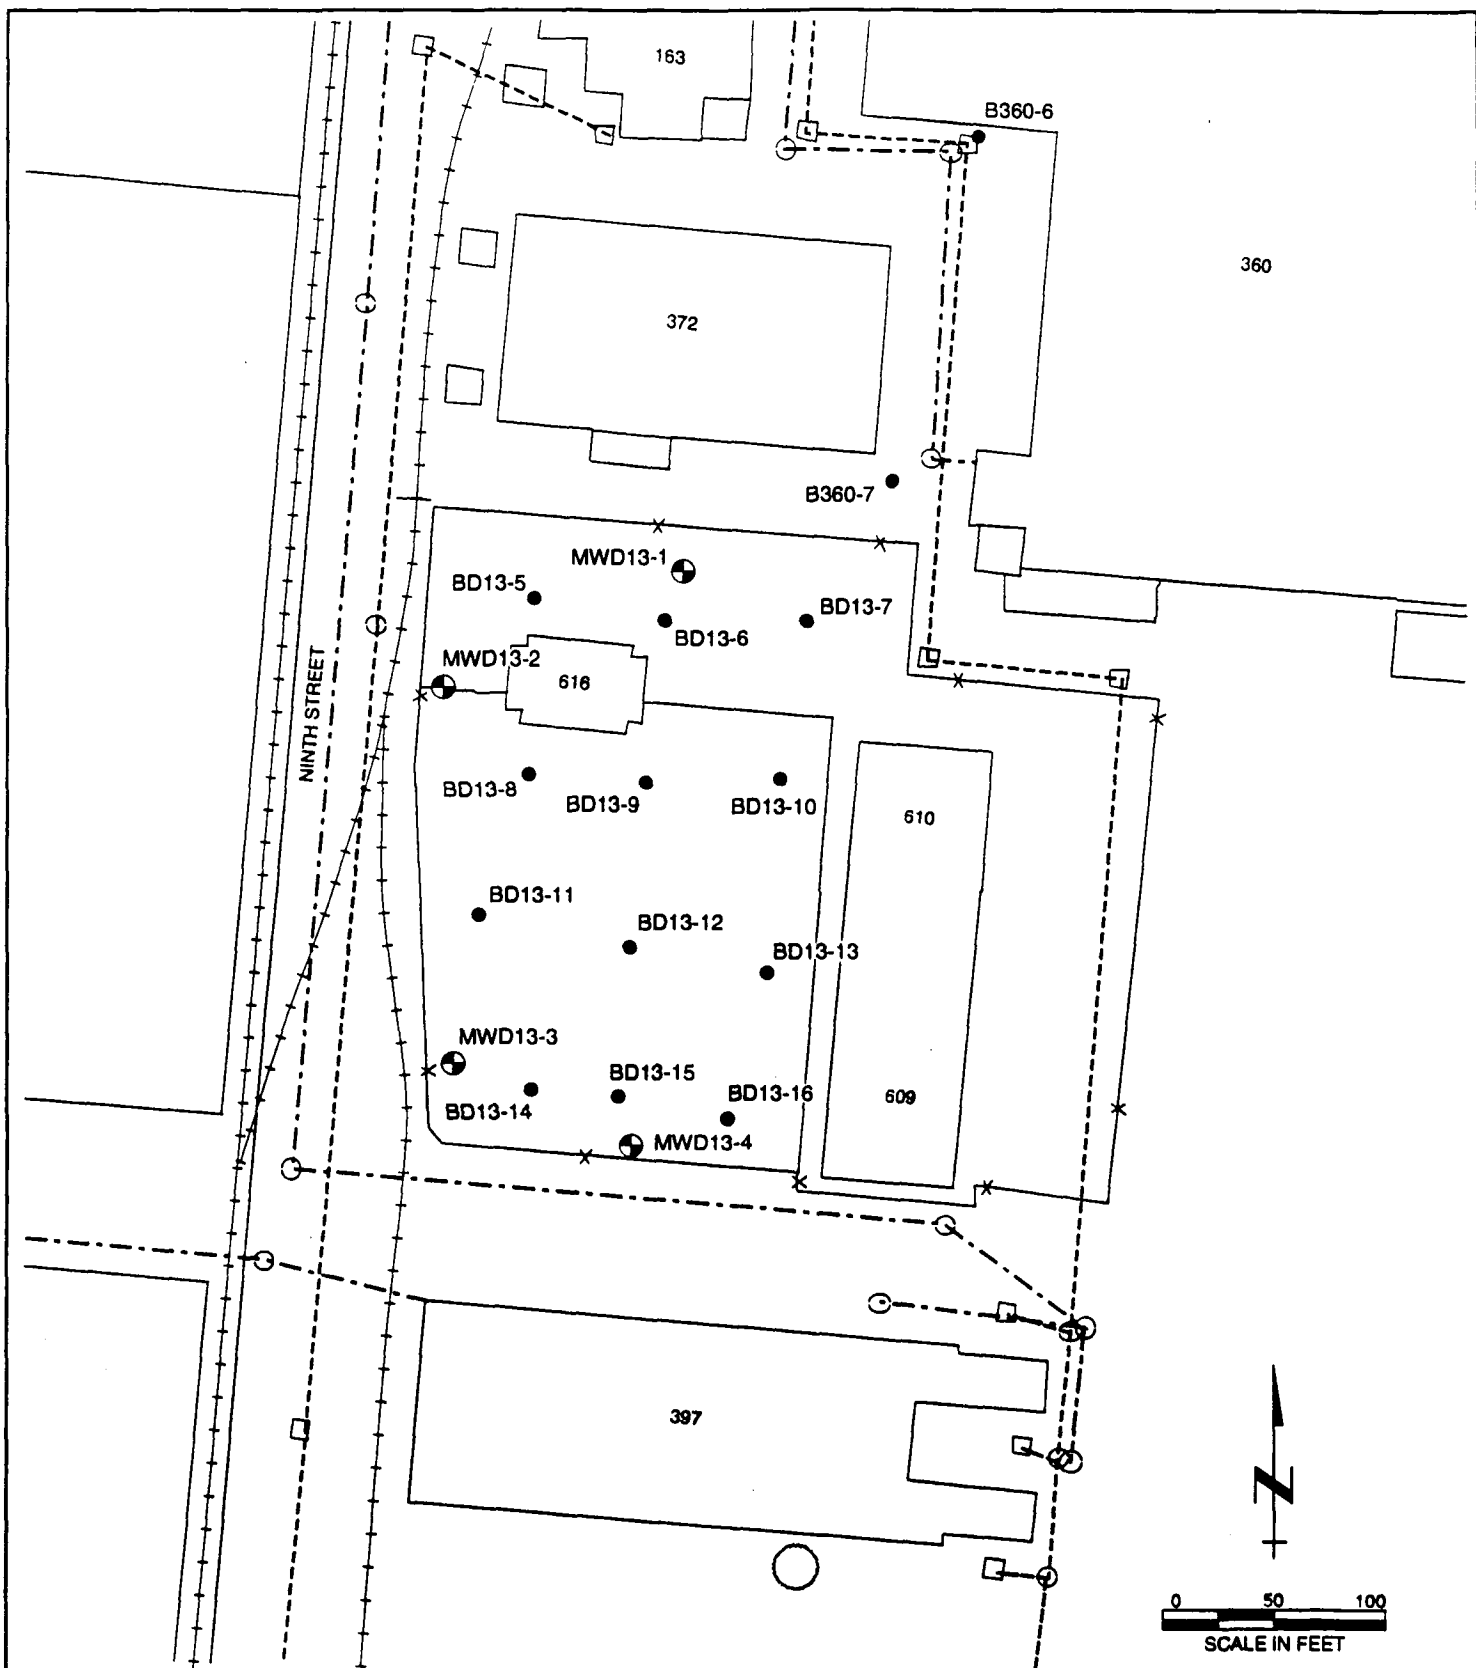 163
B360-6
360
372
B360-7
MWD13-1
BD13-5
BD13-7
BD13-6
MWD13-2
616
NINTH STREET
BD13-8
BD13-9
BD13-10
610
BD13-11
BD13-12
BD13-13
MWD13-3
BD13-15
BD13-16
609
BD13-14
MWD13-4
397
N
0 50 100
SCALE IN FEET